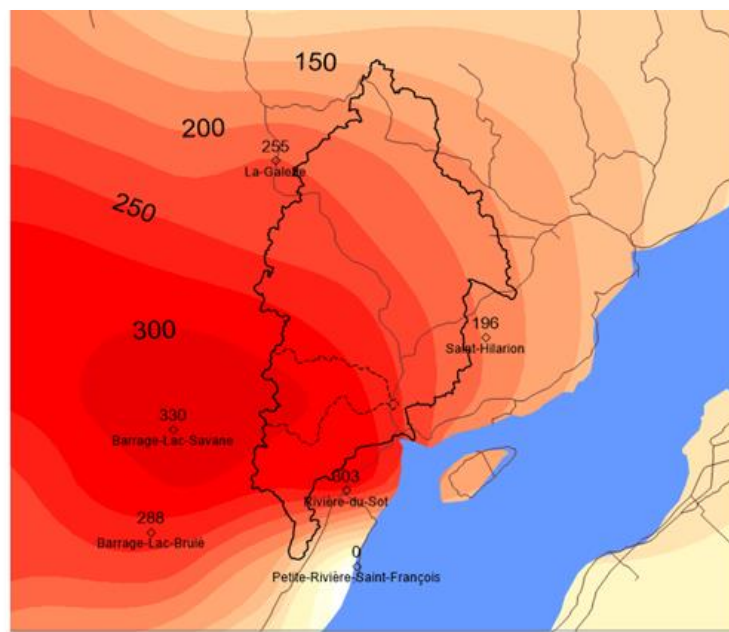 150
200
255
La-Galette
250
300
196
Saint-Hilarion
330
Barrage-Lac-Savane
303
Rivière-du-Sot
288
Barrage-Lac-Brulé
0
Petite-Rivière-Saint-François